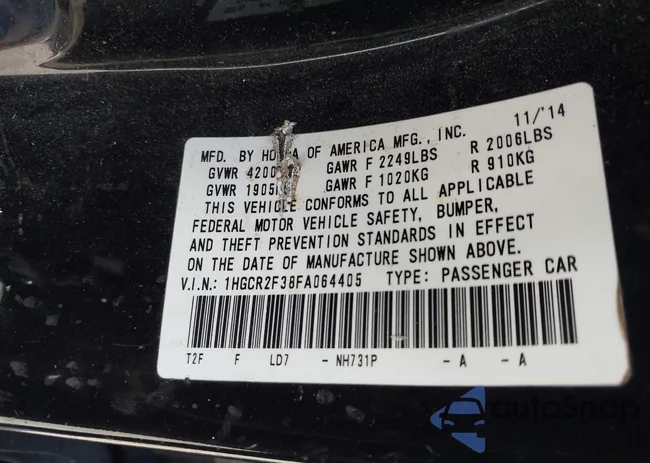 11/'14
MFD. BY HONDA OF AMERICA MFG., INC.
GVWR 4200 GAWR F 2249LBS R 2006LBS
GVWR 1905 GAWR F 1020KG R 910KG
THIS VEHICLE CONFORMS TO ALL APPLICABLE
FEDERAL MOTOR VEHICLE SAFETY, BUMPER,
AND THEFT PREVENTION STANDARDS IN EFFECT
ON THE DATE OF MANUFACTURE SHOWN ABOVE.
V.I.N.: 1HGCR2F38FA064405 TYPE: PASSENGER CAR
T2F F LD7 - NH731P - A - A
autoSnap